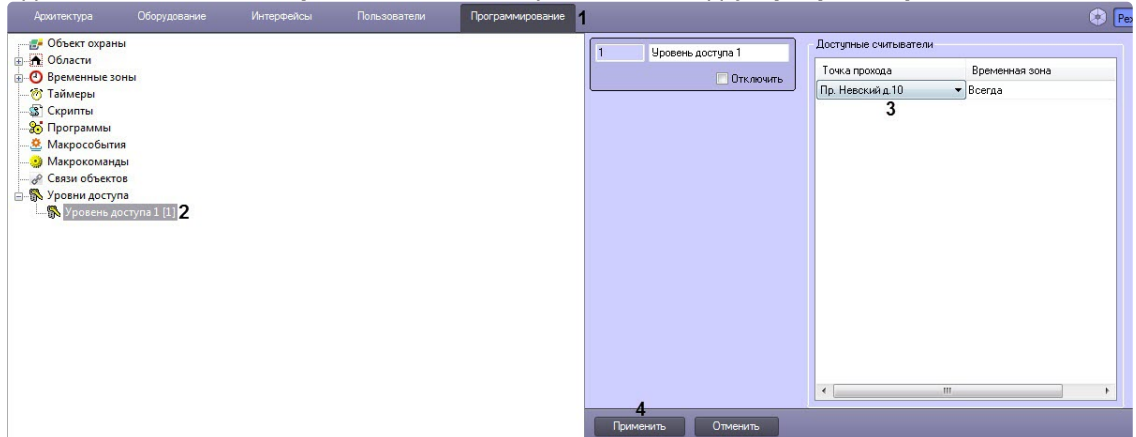 Архитектура Оборудование Интерфейсы Пользователи Программирование 1
Объект охраны
Области
Временные зоны
Таймеры
Скрипты
Программы
Макрособытия
Макрокоманды
Связи объектов
Уровни доступа
Уровень доступа 1 [1] 2
1 Уровень доступа 1
Отключить
Доступные считыватели
Точка прохода Временная зона
Пр. Невский д.10 Всегда
3
4
Применить Отменить